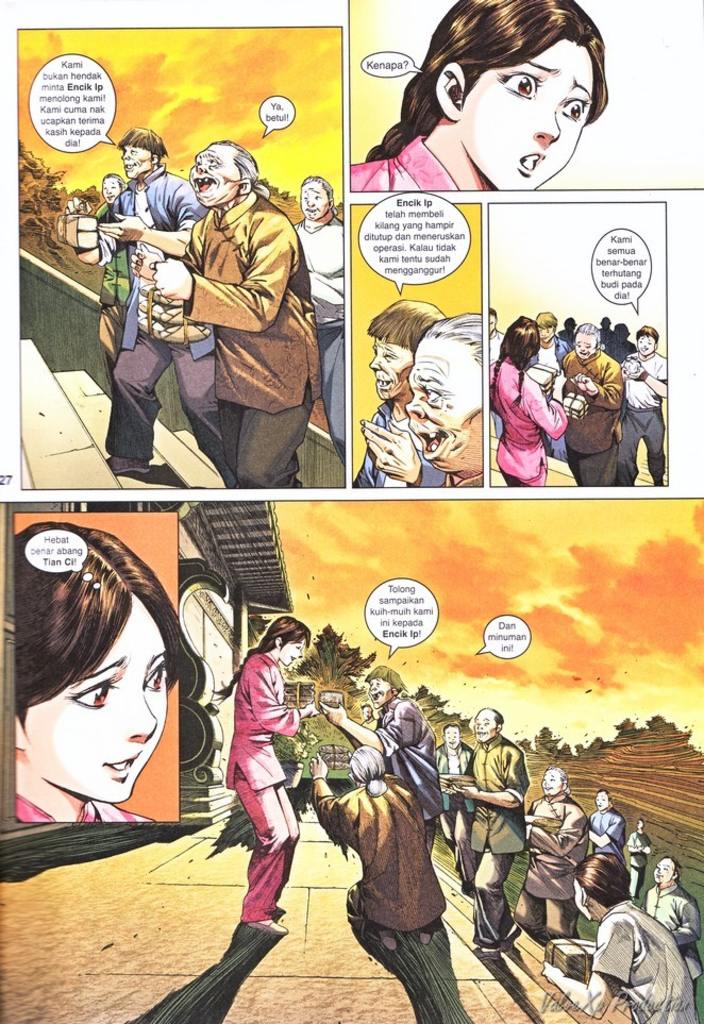 Kami
bukan hendak
minta Encik Ip
menolong kami!
Kami cuma nak
ucapkan terima
kasih kepada
dia!
Ya,
betul!
Kenapa?
Encik Ip
telah membeli
kilang yang hampir
ditutup dan meneruskan
operasi. Kalau tidak
kami tentu sudah
mengganggur!
Kami
semua
benar-benar
terhutang
budi pada
dia!
27
Hebat
benar abang
Tian Ci!
Tolong
sampaikan
kuih-muih kami
ini kepada
Encik Ip!
Dan
minuman
ini!